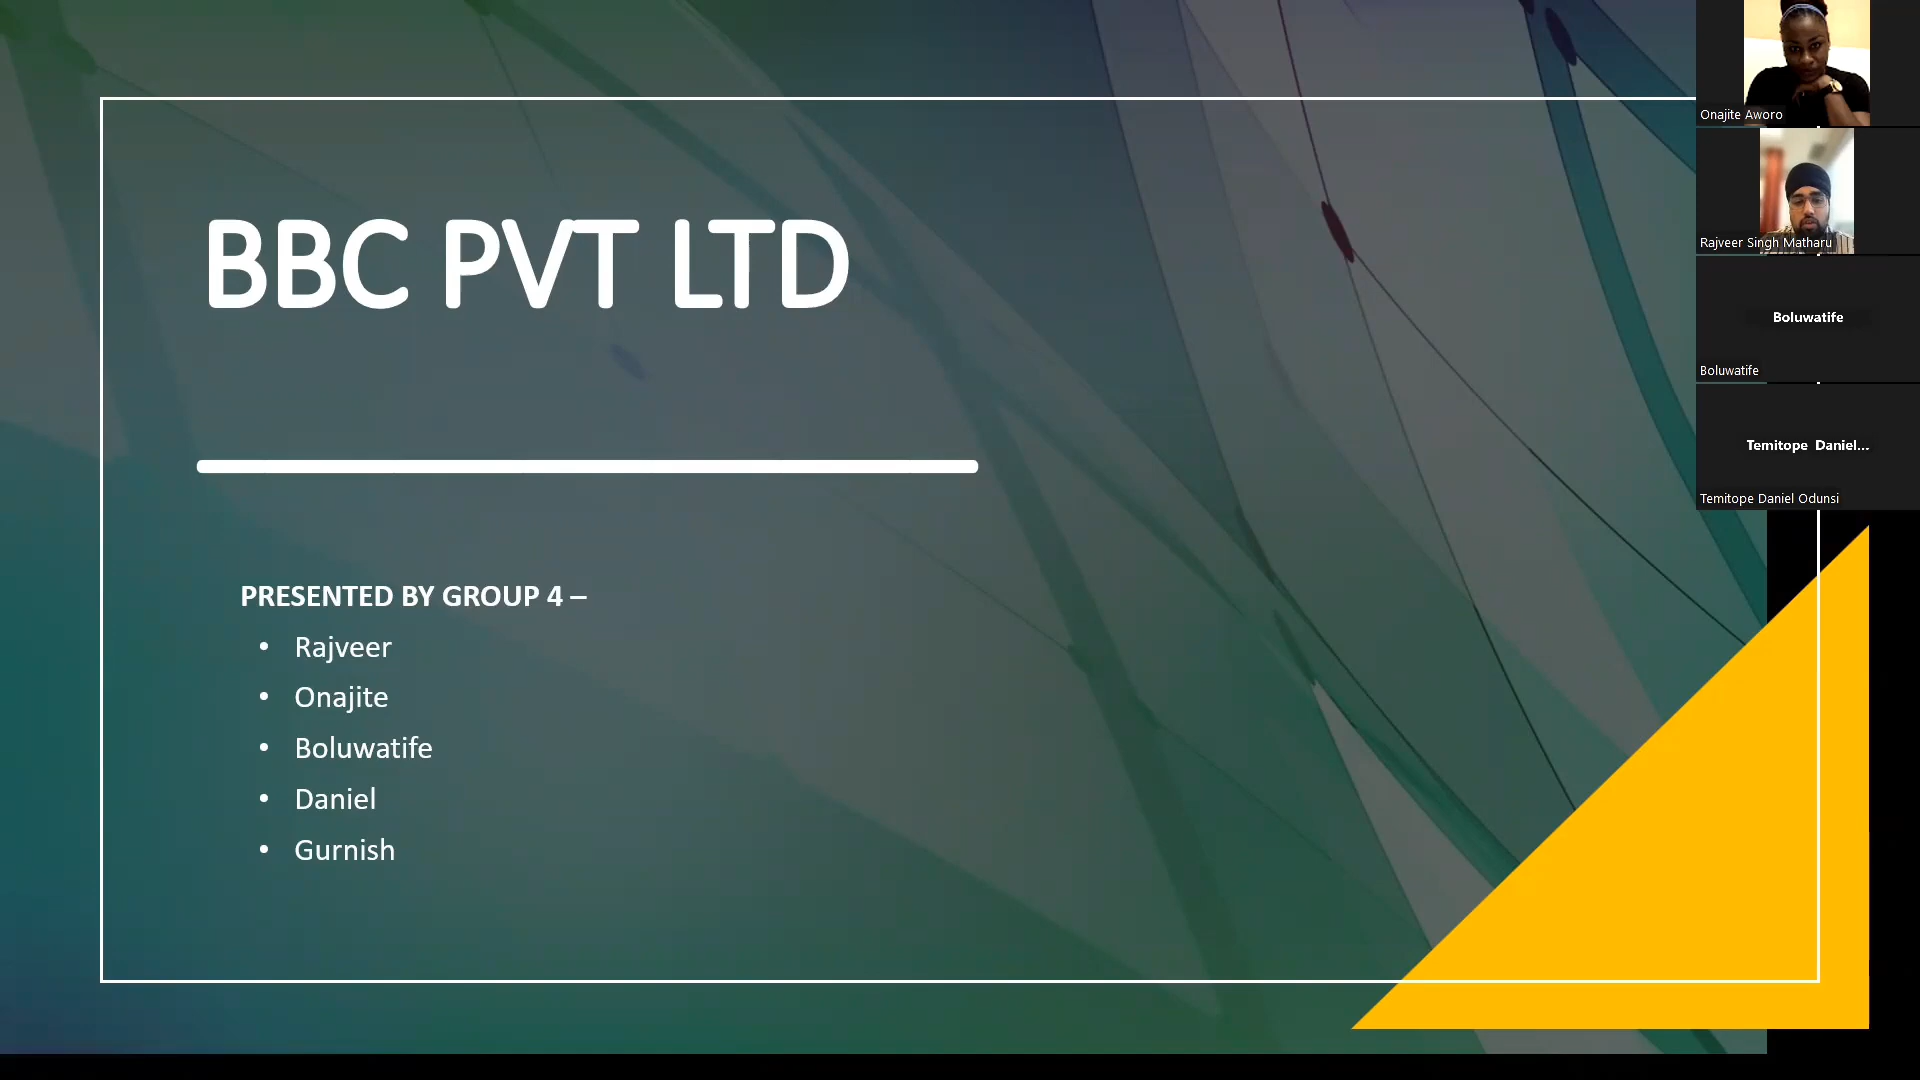 BBC PVT LTD
PRESENTED BY GROUP 4 –
• Rajveer
• Onajite
• Boluwatife
• Daniel
• Gurnish
Onajite Aworo
Rajveer Singh Matharu
Boluwatife
Boluwatife
Temitope Daniel...
Temitope Daniel Odunsi